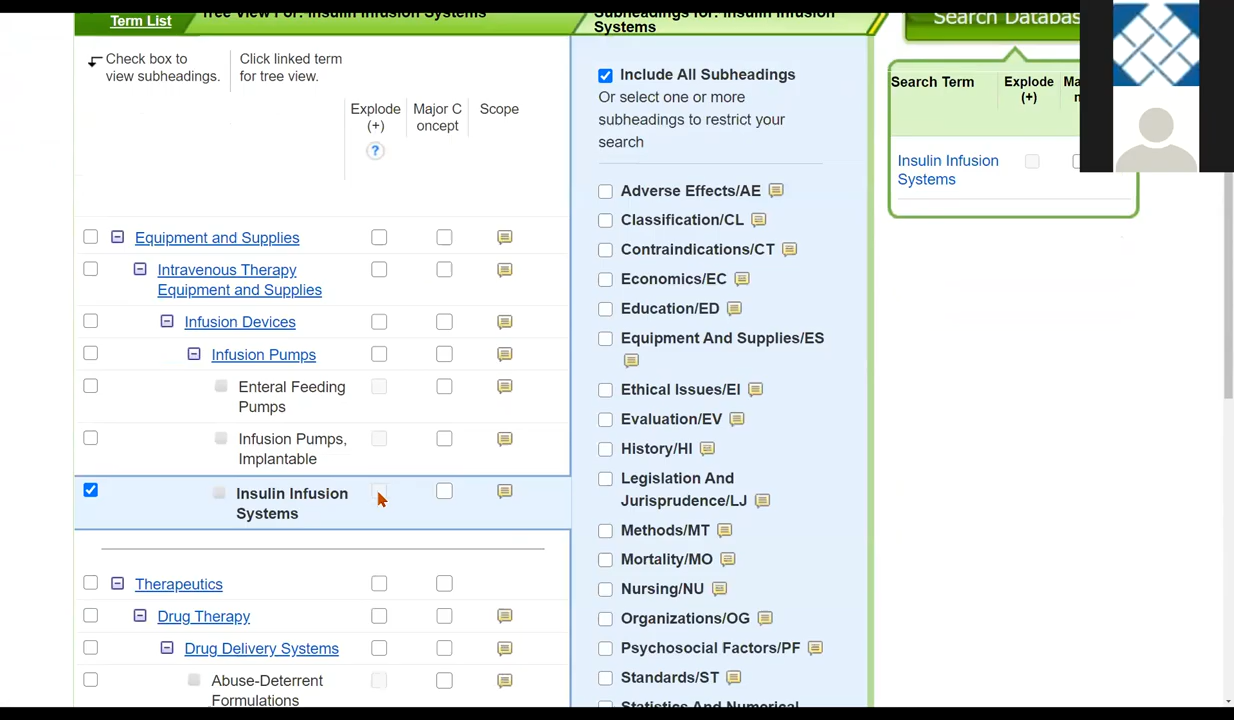 Term List
Tree View For: Insulin Infusion Systems
Subheadings for: Insulin Infusion
Systems
Search Databas
Check box to
view subheadings.
Click linked term
for tree view.
Explode
(+)
Major C
oncept
Scope
?
Equipment and Supplies
Intravenous Therapy
Equipment and Supplies
Infusion Devices
Infusion Pumps
Enteral Feeding
Pumps
Infusion Pumps,
Implantable
Insulin Infusion
Systems
Therapeutics
Drug Therapy
Drug Delivery Systems
Abuse-Deterrent
Formulations
Include All Subheadings
Or select one or more
subheadings to restrict your
search
Adverse Effects/AE
Classification/CL
Contraindications/CT
Economics/EC
Education/ED
Equipment And Supplies/ES
Ethical Issues/EI
Evaluation/EV
History/HI
Legislation And
Jurisprudence/LJ
Methods/MT
Mortality/MO
Nursing/NU
Organizations/OG
Psychosocial Factors/PF
Standards/ST
Statistics And Numerical
Search Term
Explode
(+)
Ma
n
Insulin Infusion
Systems